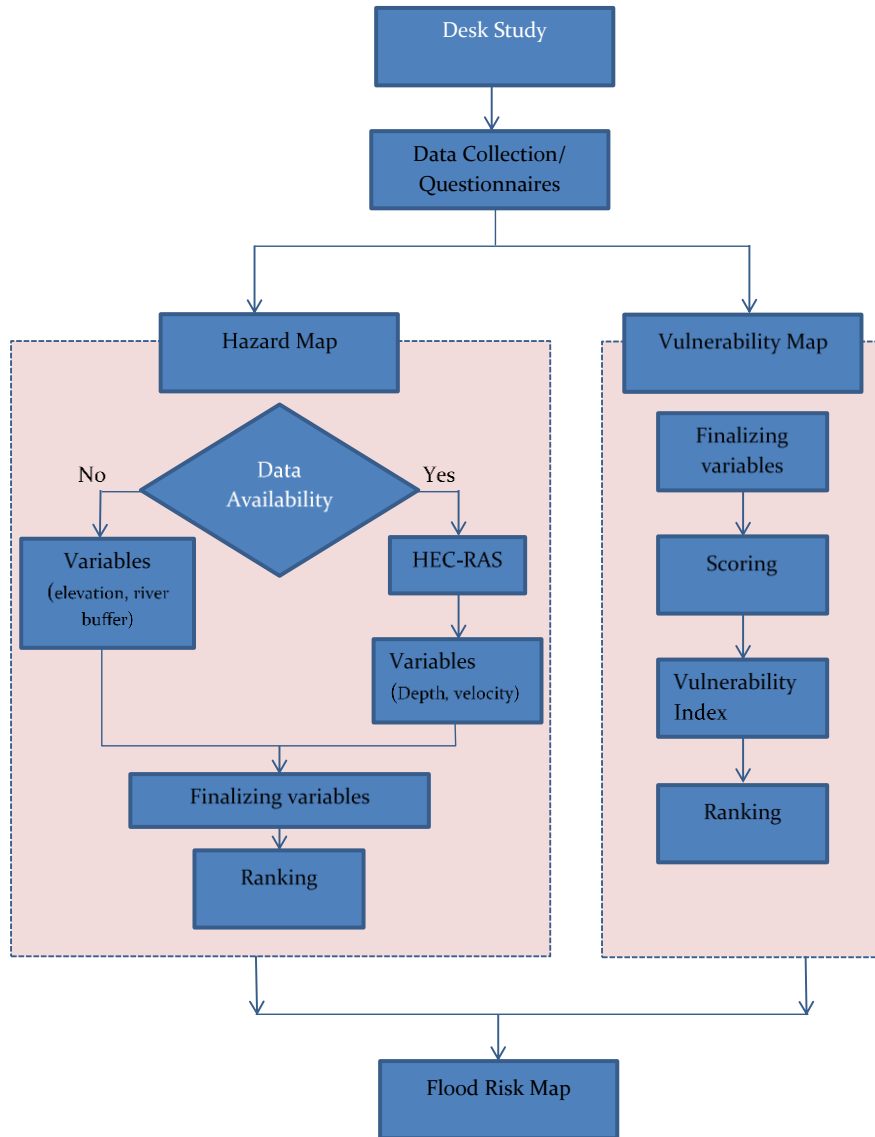 Desk Study
Data Collection/
Questionnaires
Hazard Map
Data
Availability
No
Yes
Variables
(elevation, river
buffer)
HEC-RAS
Variables
(Depth, velocity)
Finalizing variables
Ranking
Vulnerability Map
Finalizing
variables
Scoring
Vulnerability
Index
Ranking
Flood Risk Map